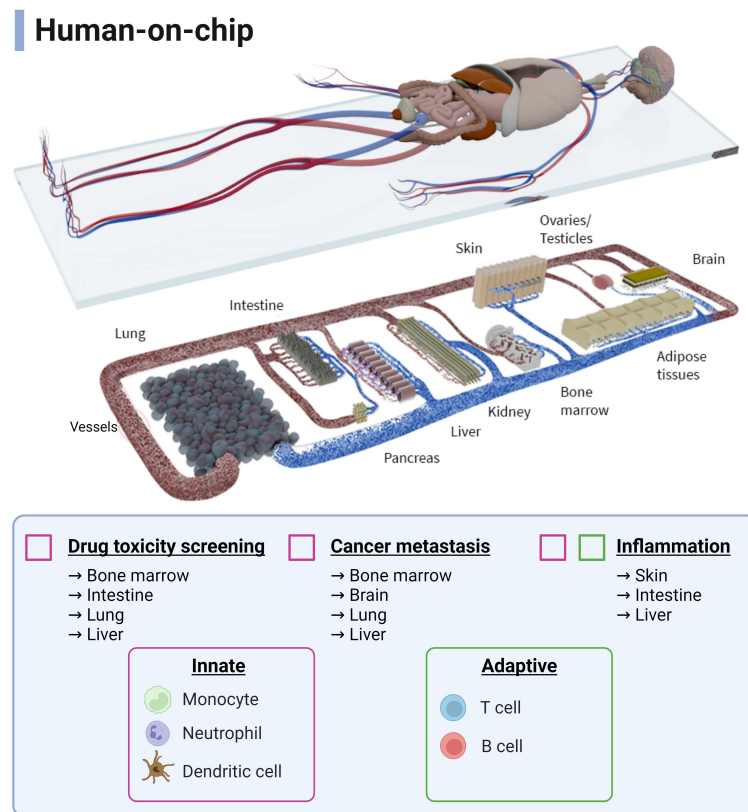 Human-on-chip
Ovaries/
Testicles
Skin
Brain
Intestine
Lung
Adipose
tissues
Bone
marrow
Kidney
Vessels
Liver
Pancreas
Drug toxicity screening
→ Bone marrow
→ Intestine
→ Lung
→ Liver
Cancer metastasis
→ Bone marrow
→ Brain
→ Lung
→ Liver
Inflammation
→ Skin
→ Intestine
→ Liver
Innate
Monocyte
Neutrophil
Dendritic cell
Adaptive
T cell
B cell